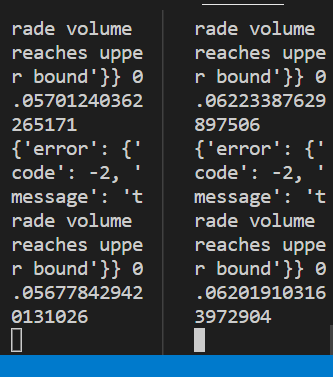 rade volume
reaches uppe
r bound'}} 0
.05701240362
265171
{'error': {'
code': -2, '
message': 't
rade volume
reaches uppe
r bound'}} 0
.05677842942
0131026
rade volume
reaches uppe
r bound'}} 0
.06223387629
897506
{'error': {'
code': -2, '
message': 't
rade volume
reaches uppe
r bound'}} 0
.06201910316
3972904